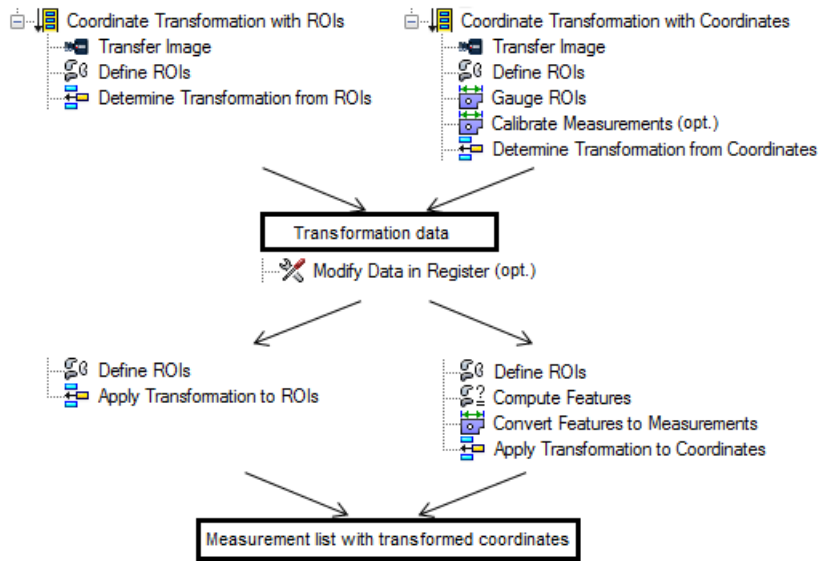 Coordinate Transformation with ROIs
Transfer Image
Define ROIs
Determine Transformation from ROIs
Coordinate Transformation with Coordinates
Transfer Image
Define ROIs
Gauge ROIs
Calibrate Measurements (opt.)
Determine Transformation from Coordinates
Transformation data
Modify Data in Register (opt.)
Define ROIs
Apply Transformation to ROIs
Define ROIs
Compute Features
Convert Features to Measurements
Apply Transformation to Coordinates
Measurement list with transformed coordinates